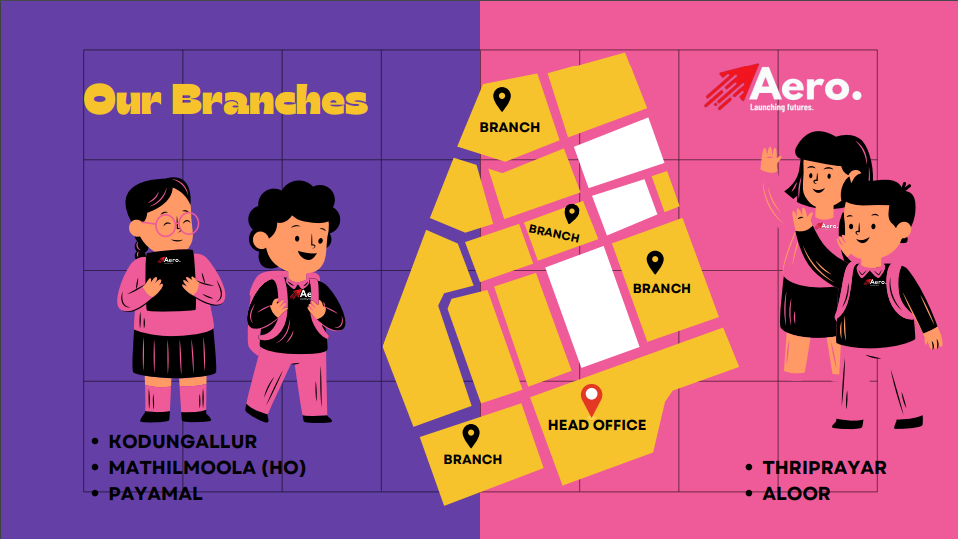 Our Branches
Aero.
Launching futures.
BRANCH
BRANCH
BRANCH
HEAD OFFICE
BRANCH
Aero.
Ae
Aero.
Aero.
• KODUNGALLUR
• MATHILMOOLA (HO)
• PAYAMAL
• THRIPRAYAR
• ALOOR